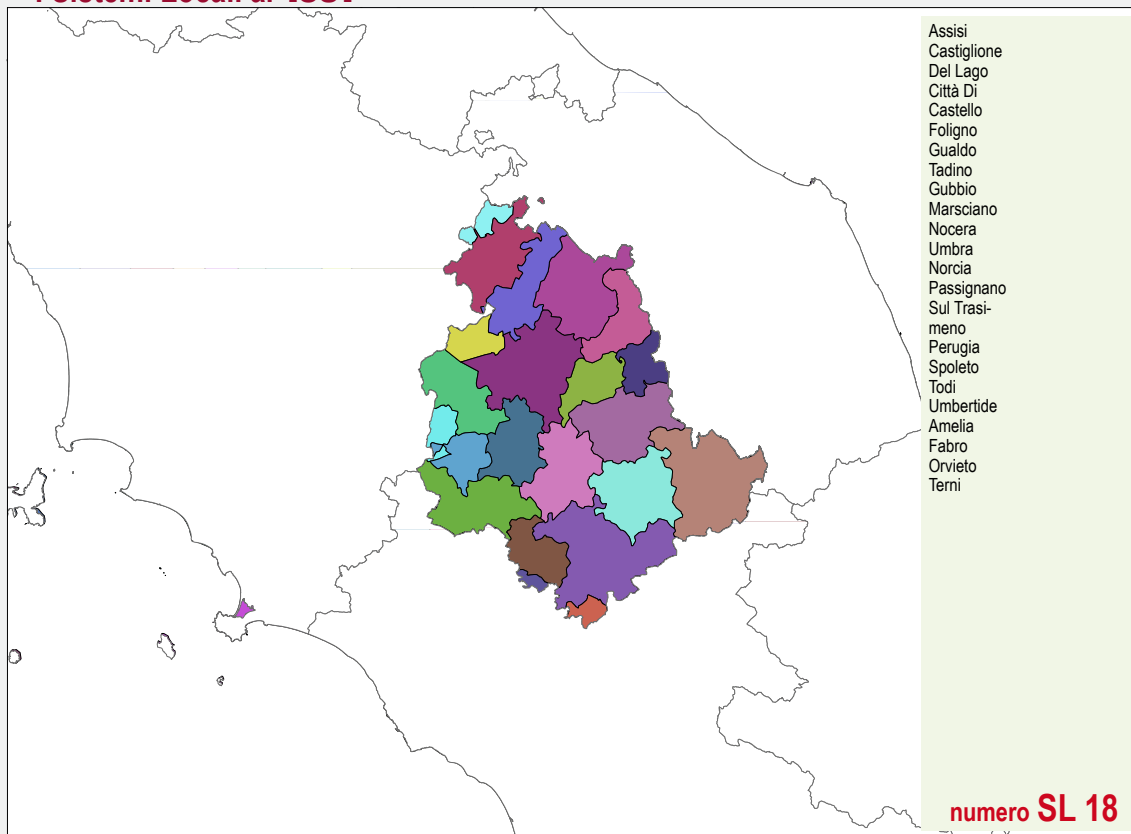 Assisi
Castiglione
Del Lago
Città Di
Castello
Foligno
Gualdo
Tadino
Gubbio
Marsciano
Nocera
Umbra
Norcia
Passignano
Sul Trasi-
meno
Perugia
Spoleto
Todi
Umbertide
Amelia
Fabro
Orvieto
Terni
numero SL 18